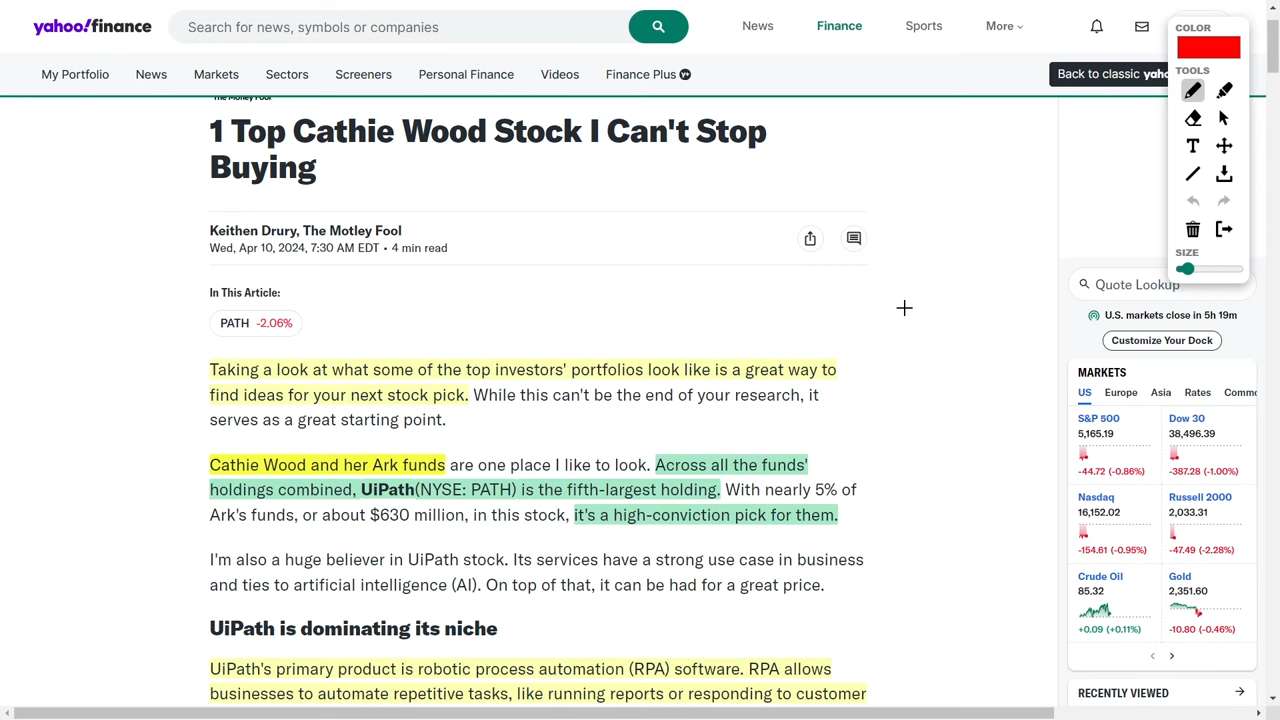 yahoo!finance
Search for news, symbols or companies
News
Finance
Sports
More
COLOR
TOOLS
T
SIZE
My Portfolio
News
Markets
Sectors
Screeners
Personal Finance
Videos
Finance Plus
Back to classic yaho
The Motley Fool
1 Top Cathie Wood Stock I Can't Stop
Buying
Keithen Drury, The Motley Fool
Wed, Apr 10, 2024, 7:30 AM EDT • 4 min read
In This Article:
PATH -2.06%
Taking a look at what some of the top investors' portfolios look like is a great way to
find ideas for your next stock pick. While this can't be the end of your research, it
serves as a great starting point.
Cathie Wood and her Ark funds are one place I like to look. Across all the funds'
holdings combined, UiPath(NYSE: PATH) is the fifth-largest holding. With nearly 5% of
Ark's funds, or about $630 million, in this stock, it's a high-conviction pick for them.
I'm also a huge believer in UiPath stock. Its services have a strong use case in business
and ties to artificial intelligence (AI). On top of that, it can be had for a great price.
UiPath is dominating its niche
UiPath's primary product is robotic process automation (RPA) software. RPA allows
businesses to automate repetitive tasks, like running reports or responding to customer
Quote Lookup
U.S. markets close in 5h 19m
Customize Your Dock
MARKETS
US Europe Asia Rates Commo
S&P 500
5,165.19
-44.72 (-0.86%)
Dow 30
38,496.39
-387.28 (-1.00%)
Nasdaq
16,152.02
-154.61 (-0.95%)
Russell 2000
2,033.31
-47.49 (-2.28%)
Crude Oil
85.32
+0.09 (+0.11%)
Gold
2,351.60
-10.80 (-0.46%)
RECENTLY VIEWED